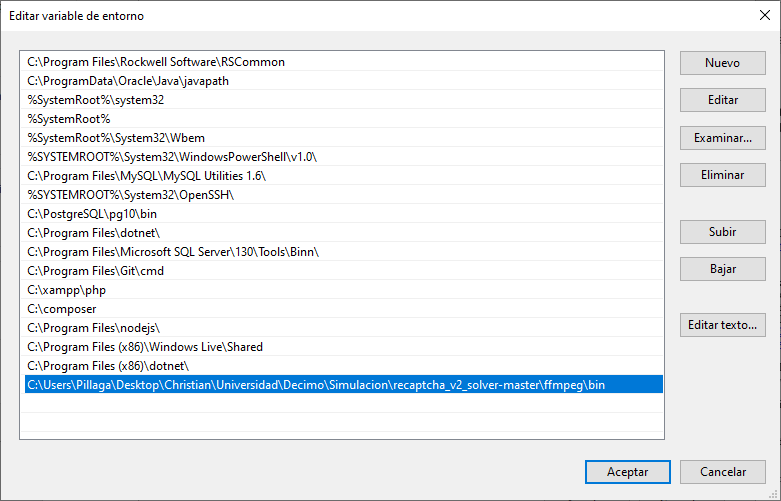 Editar variable de entorno
C:\Program Files\Rockwell Software\RSCommon
C:\ProgramData\Oracle\Java\javapath
%SystemRoot%\system32
%SystemRoot%
%SystemRoot%\System32\Wbem
%SYSTEMROOT%\System32\WindowsPowerShell\v1.0\
C:\Program Files\MySQL\MySQL Utilities 1.6\
%SYSTEMROOT%\System32\OpenSSH\
C:\PostgreSQL\pg10\bin
C:\Program Files\dotnet\
C:\Program Files\Microsoft SQL Server\130\Tools\Binn\
C:\Program Files\Git\cmd
C:\xampp\php
C:\composer
C:\Program Files\nodejs\
C:\Program Files (x86)\Windows Live\Shared
C:\Program Files (x86)\dotnet\
C:\Users\Pillaga\Desktop\Christian\Universidad\Decimo\Simulacion\recaptcha_v2_solver-master\ffmpeg\bin
Nuevo
Editar
Examinar...
Eliminar
Subir
Bajar
Editar texto...
Aceptar
Cancelar